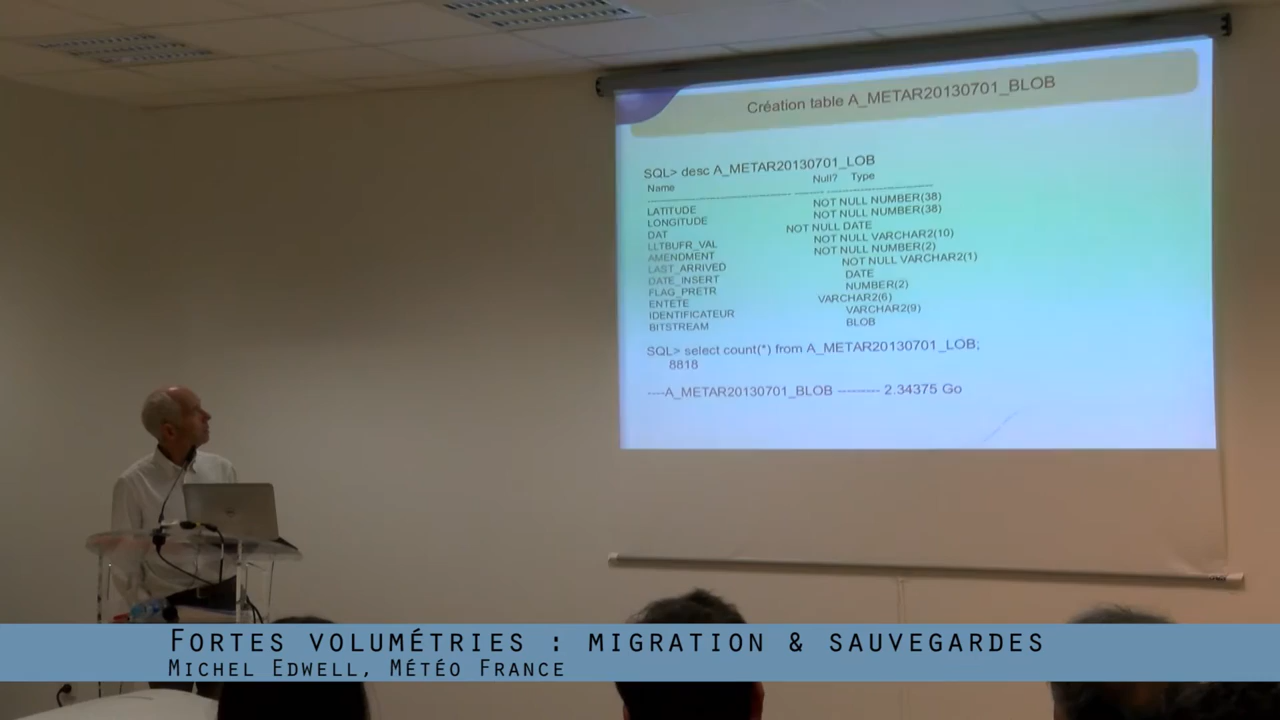 Création table A_METAR20130701_BLOB
SQL> desc A_METAR20130701_LOB
Name Null? Type
LATITUDE NOT NULL NUMBER(38)
LONGITUDE NOT NULL NUMBER(38)
DAT NOT NULL DATE
LLTBUFR_VAL NOT NULL VARCHAR2(10)
AMENDMENT NOT NULL NUMBER(2)
LAST_ARRIVED NOT NULL VARCHAR2(1)
DATE_INSERT DATE
FLAG_PRETR NUMBER(2)
ENTETE VARCHAR2(6)
IDENTIFICATEUR VARCHAR2(9)
BITSTREAM BLOB
SQL> select count(*) from A_METAR20130701_LOB;
8818
----A_METAR20130701_BLOB --------- 2.34375 Go
FORTES VOLUMÉTRIES : MIGRATION & SAUVEGARDES
MICHEL EDWELL, MÉTÉO FRANCE